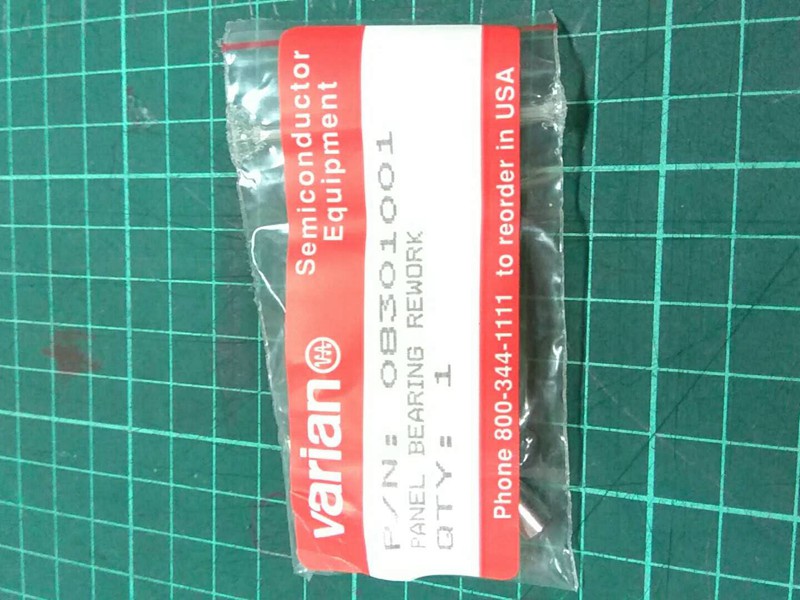 varian
Semiconductor
Equipment
P/N: 08301001
PANEL BEARING REWORK
QTY: 1
Phone 800-344-1111 to reorder in USA